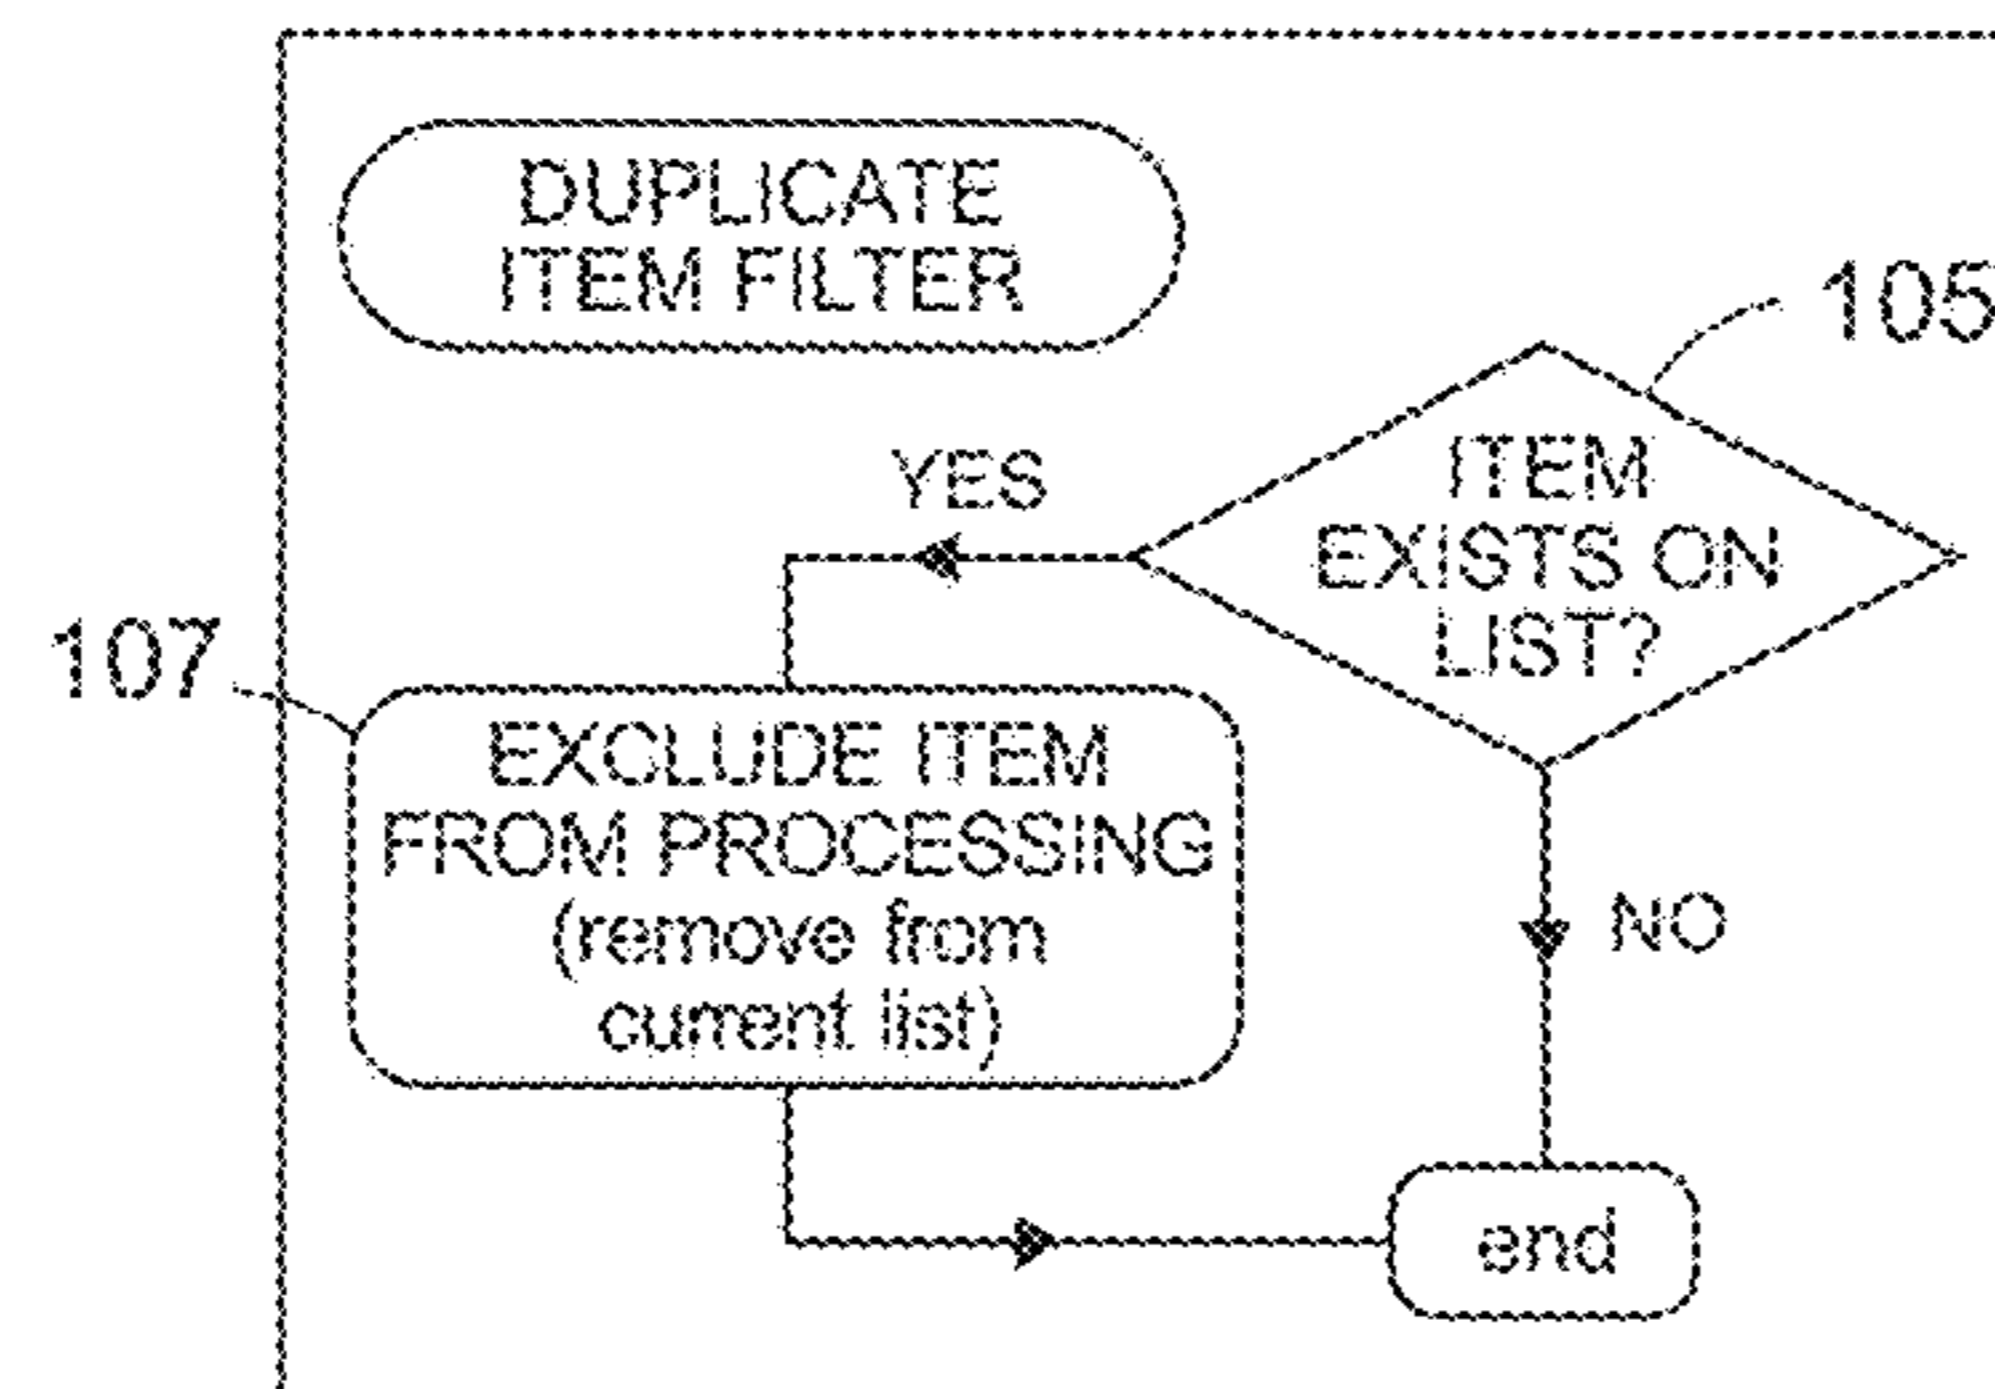 DUPLICATE
ITEM FILTER
105
ITEM
EXISTS ON
LIST?
YES
107
EXCLUDE ITEM
FROM PROCESSING
(remove from
current list)
NO
end